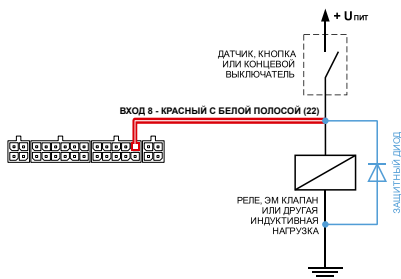 + Uпит
ДАТЧИК, КНОПКА
ИЛИ КОНЦЕВОЙ
ВЫКЛЮЧАТЕЛЬ
ВХОД 8 - КРАСНЫЙ С БЕЛОЙ ПОЛОСОЙ (22)
ЗАЩИТНЫЙ ДИОД
РЕЛЕ, ЭМ КЛАПАН
ИЛИ ДРУГАЯ
ИНДУКТИВНАЯ
НАГРУЗКА